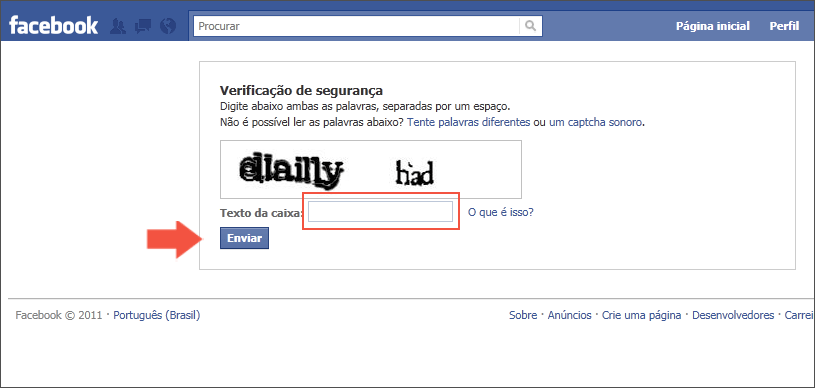 facebook Procurar Página inicial Perfil
Verificação de segurança
Digite abaixo ambas as palavras, separadas por um espaço.
Não é possível ler as palavras abaixo? Tente palavras diferentes ou um captcha sonoro.
had
Texto da caixa: O que é isso?
Enviar
Facebook © 2011 · Português (Brasil) Sobre · Anúncios · Crie uma página · Desenvolvedores · Carrei